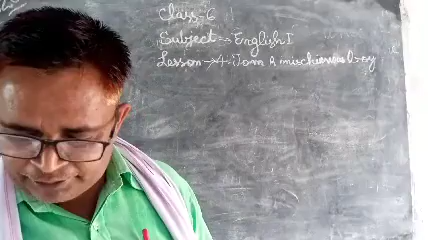 Class-6
Subject → English I
Lesson → 4. Tom A mischievous boy